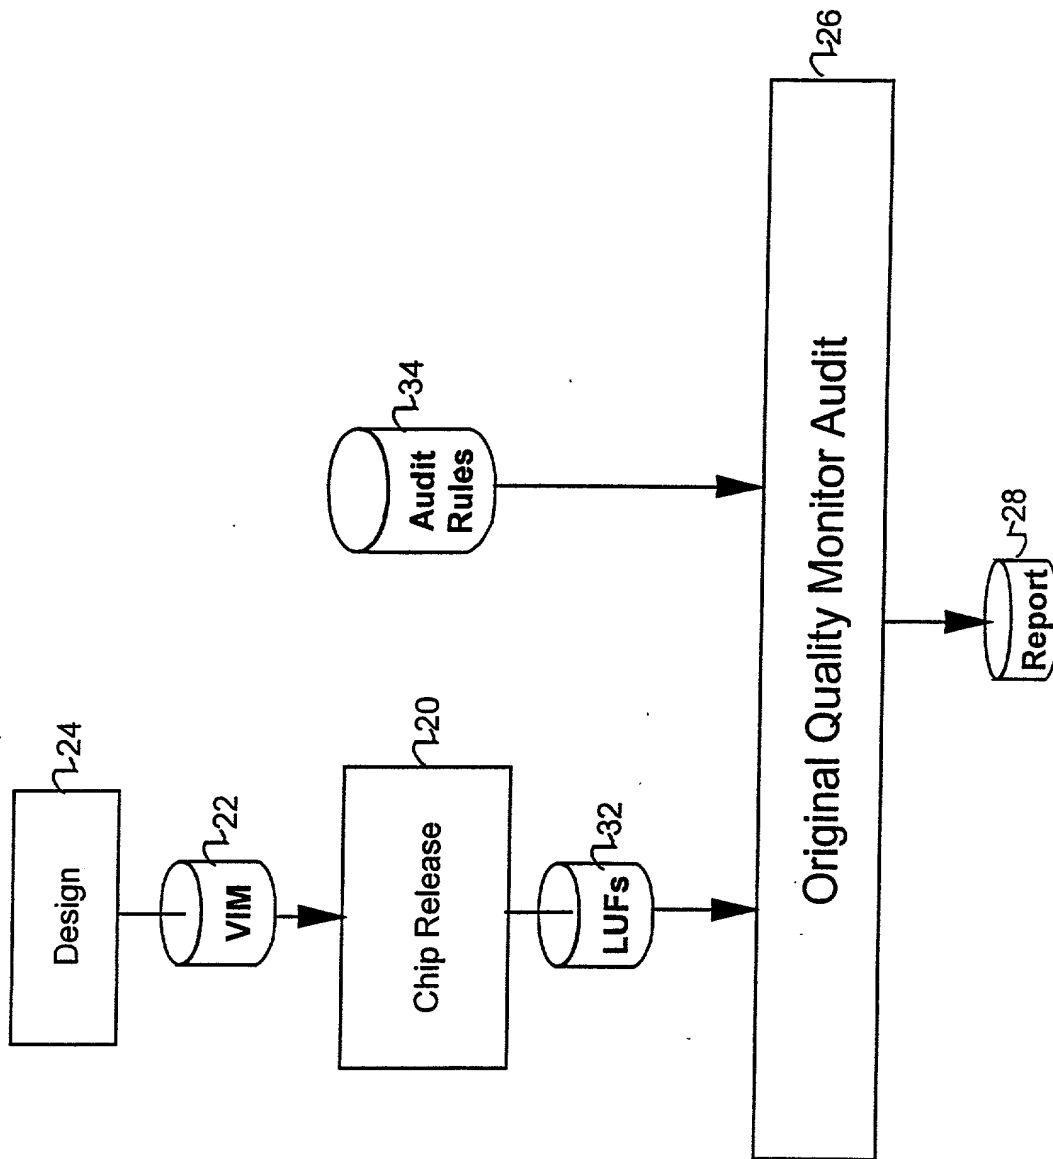 Design
24
VIM
22
Chip Release
20
LUFs
32
Audit
Rules
34
Original Quality Monitor Audit
26
Report
28